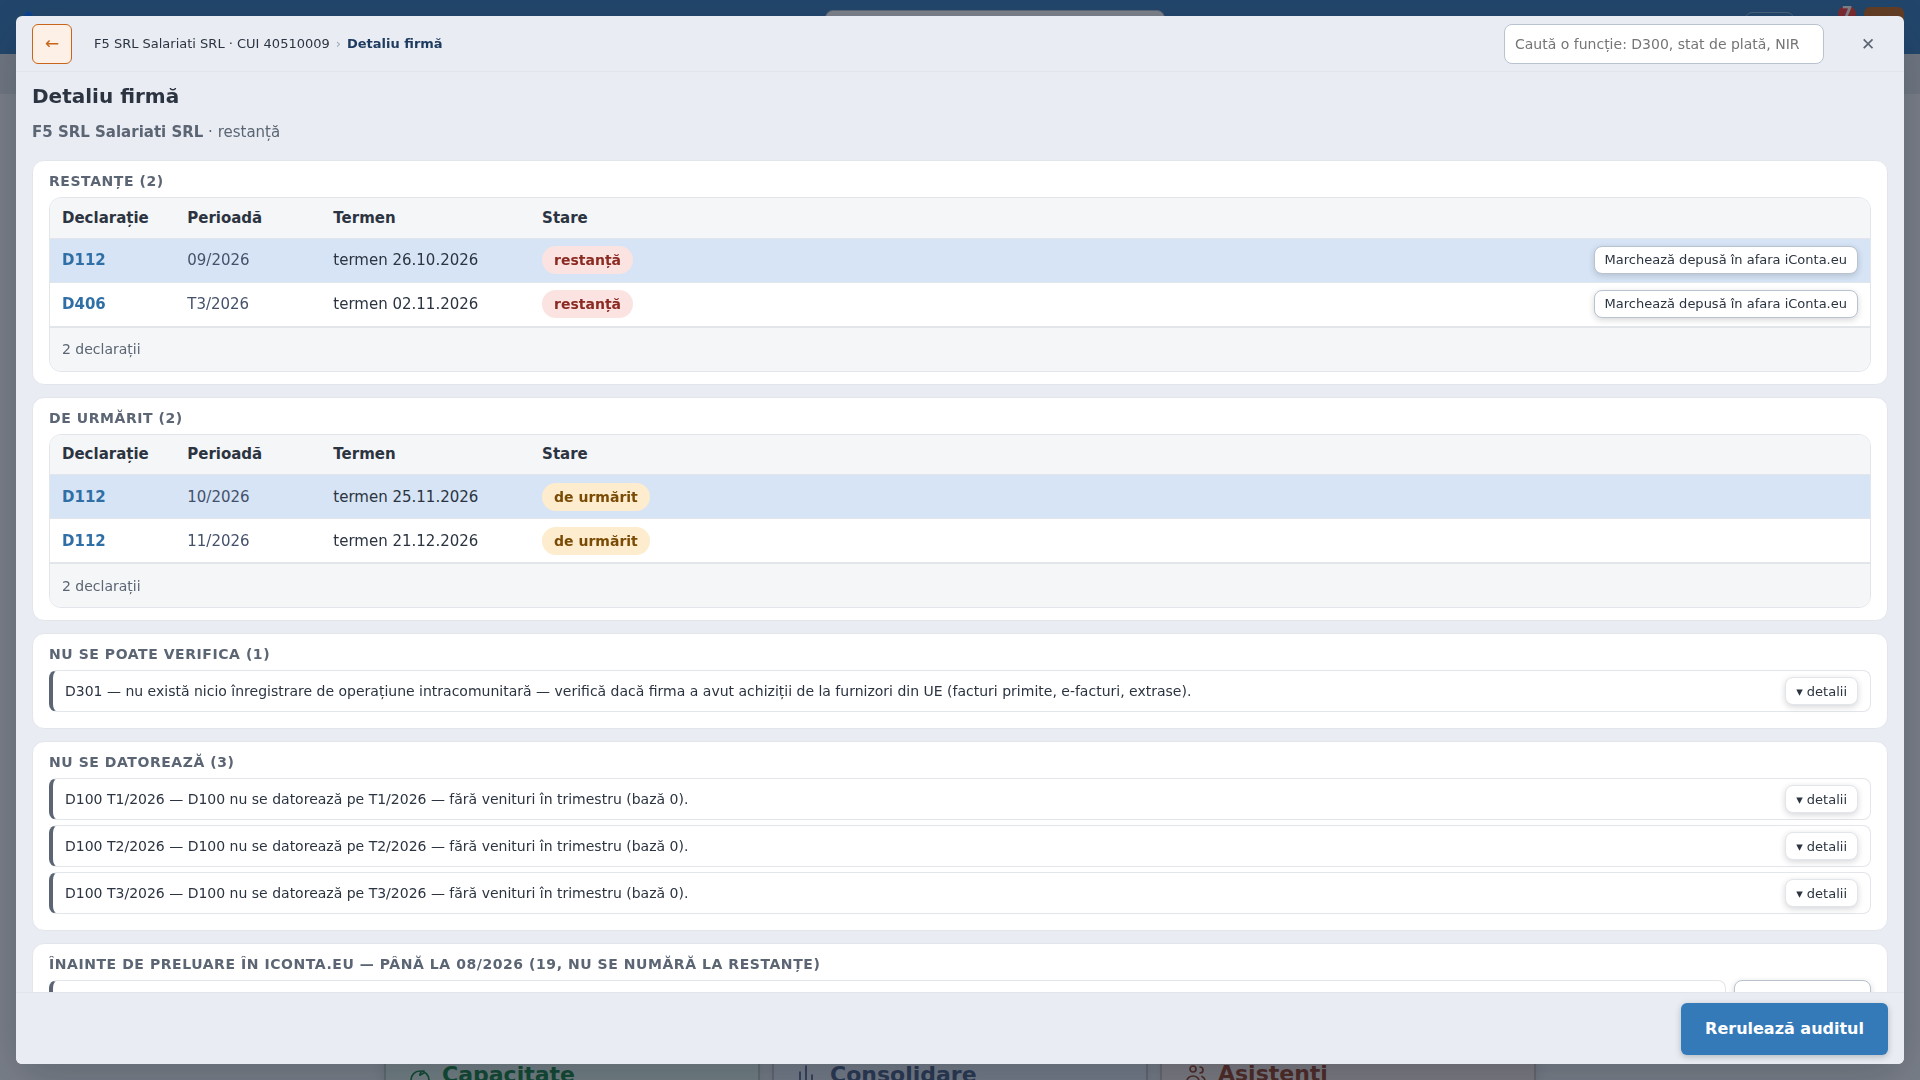 7
←
F5 SRL Salariati SRL · CUI 40510009 › Detaliu firmă
Caută o funcție: D300, stat de plată, NIR
✕
Detaliu firmă
F5 SRL Salariati SRL · restanță
RESTANȚE (2)
Declarație Perioadă Termen Stare
D112 09/2026 termen 26.10.2026 restanță Marchează depusă în afara iConta.eu
D406 T3/2026 termen 02.11.2026 restanță Marchează depusă în afara iConta.eu
2 declarații
DE URMĂRIT (2)
Declarație Perioadă Termen Stare
D112 10/2026 termen 25.11.2026 de urmărit
D112 11/2026 termen 21.12.2026 de urmărit
2 declarații
NU SE POATE VERIFICA (1)
D301 — nu există nicio înregistrare de operațiune intracomunitară — verifică dacă firma a avut achiziții de la furnizori din UE (facturi primite, e-facturi, extrase). ▾ detalii
NU SE DATOREAZĂ (3)
D100 T1/2026 — D100 nu se datorează pe T1/2026 — fără venituri în trimestru (bază 0). ▾ detalii
D100 T2/2026 — D100 nu se datorează pe T2/2026 — fără venituri în trimestru (bază 0). ▾ detalii
D100 T3/2026 — D100 nu se datorează pe T3/2026 — fără venituri în trimestru (bază 0). ▾ detalii
ÎNAINTE DE PRELUARE ÎN ICONTA.EU — PÂNĂ LA 08/2026 (19, NU SE NUMĂRĂ LA RESTANȚE)
Rerulează auditul
Capacitate Consolidare Asistenți